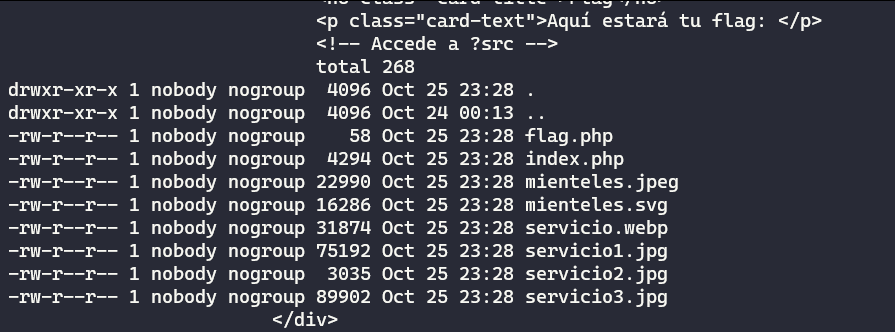 <p class="card-text">Aquí estará tu flag: </p>
<!-- Accede a ?src -->
total 268
drwxr-xr-x 1 nobody nogroup  4096 Oct 25 23:28 .
drwxr-xr-x 1 nobody nogroup  4096 Oct 24 00:13 ..
-rw-r--r-- 1 nobody nogroup    58 Oct 25 23:28 flag.php
-rw-r--r-- 1 nobody nogroup  4294 Oct 25 23:28 index.php
-rw-r--r-- 1 nobody nogroup 22990 Oct 25 23:28 mienteles.jpeg
-rw-r--r-- 1 nobody nogroup 16286 Oct 25 23:28 mienteles.svg
-rw-r--r-- 1 nobody nogroup 31874 Oct 25 23:28 servicio.webp
-rw-r--r-- 1 nobody nogroup 75192 Oct 25 23:28 servicio1.jpg
-rw-r--r-- 1 nobody nogroup  3035 Oct 25 23:28 servicio2.jpg
-rw-r--r-- 1 nobody nogroup 89902 Oct 25 23:28 servicio3.jpg
</div>